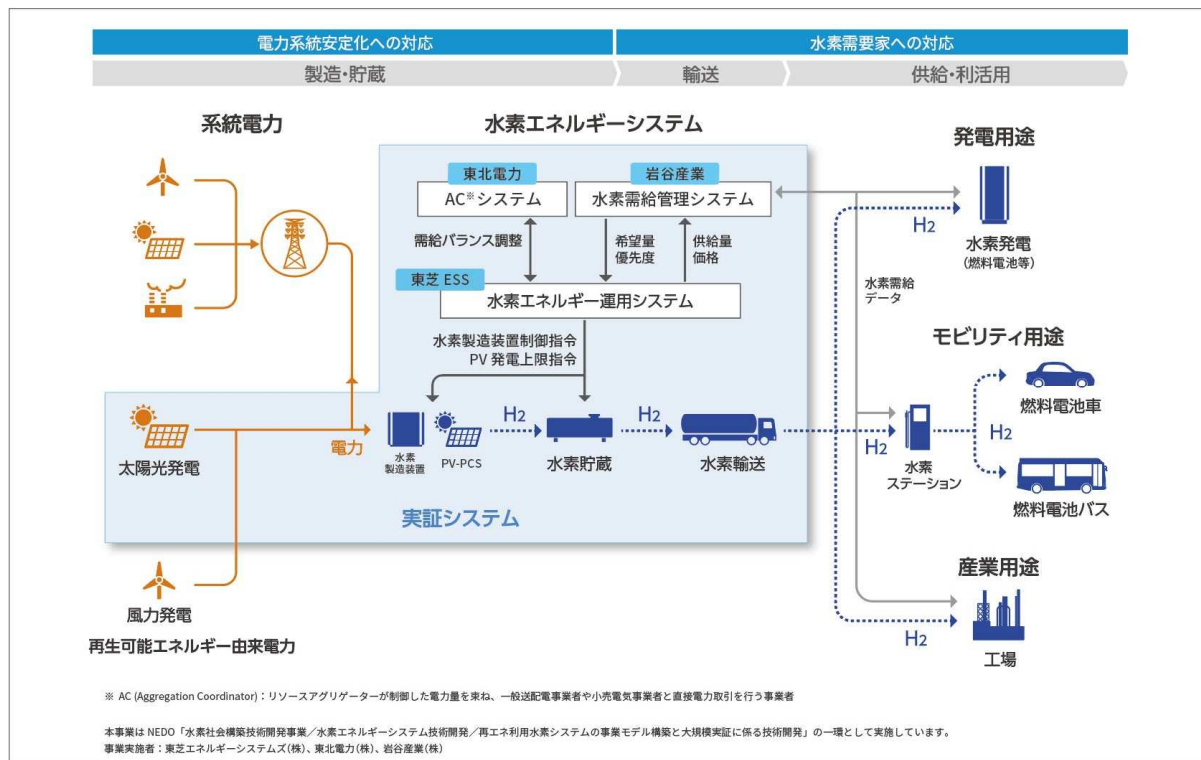 電力系統安定化への対応
水素需要家への対応
製造・貯蔵
輸送
供給・利活用
系統電力
水素エネルギーシステム
発電用途
東北電力
AC※システム
岩谷産業
水素需給管理システム
需給バランス調整
希望量
優先度
供給量
価格
東芝 ESS
水素エネルギー運用システム
H2
水素発電
(燃料電池等)
水素需給
データ
水素製造装置制御指令
PV 発電上限指令
モビリティ用途
燃料電池車
太陽光発電
電力
水素
製造装置
PV-PCS
H2
水素貯蔵
H2
水素輸送
H2
水素
ステーション
H2
燃料電池バス
実証システム
風力発電
再生可能エネルギー由来電力
産業用途
H2
工場
※ AC (Aggregation Coordinator)：リソースアグリゲーターが制御した電力量を束ね、一般送配電事業者や小売電気事業者と直接電力取引を行う事業者
本事業は NEDO「水素社会構築技術開発事業／水素エネルギーシステム技術開発／再エネ利用水素システムの事業モデル構築と大規模実証に係る技術開発」の一環として実施しています。
事業実施者：東芝エネルギーシステムズ(株)、東北電力(株)、岩谷産業(株)